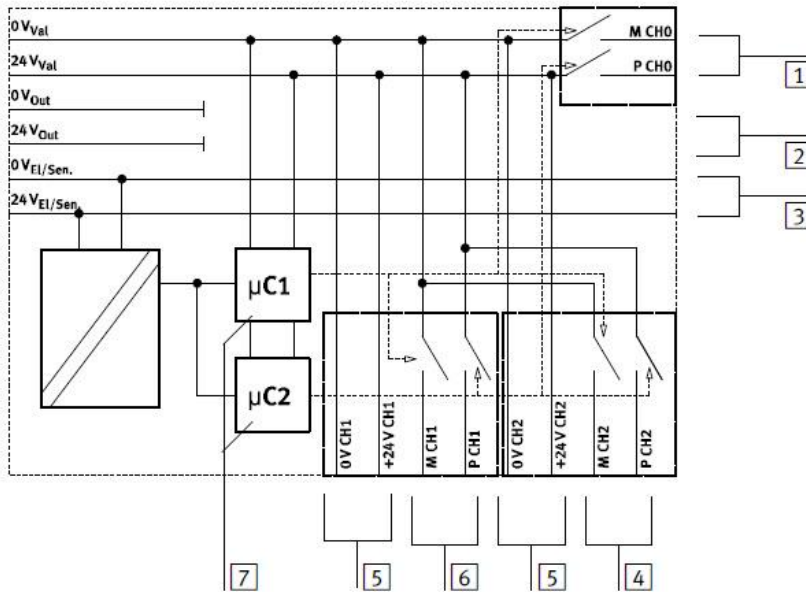 0 VVal
M CH0
24 VVal
P CH0
1
0 VOut
24 VOut
2
0 VEl/Sen.
24 VEl/Sen.
3
µC1
µC2
0 V CH1
+24 V CH1
M CH1
P CH1
0 V CH2
+24 V CH2
M CH2
P CH2
7
5
6
5
4